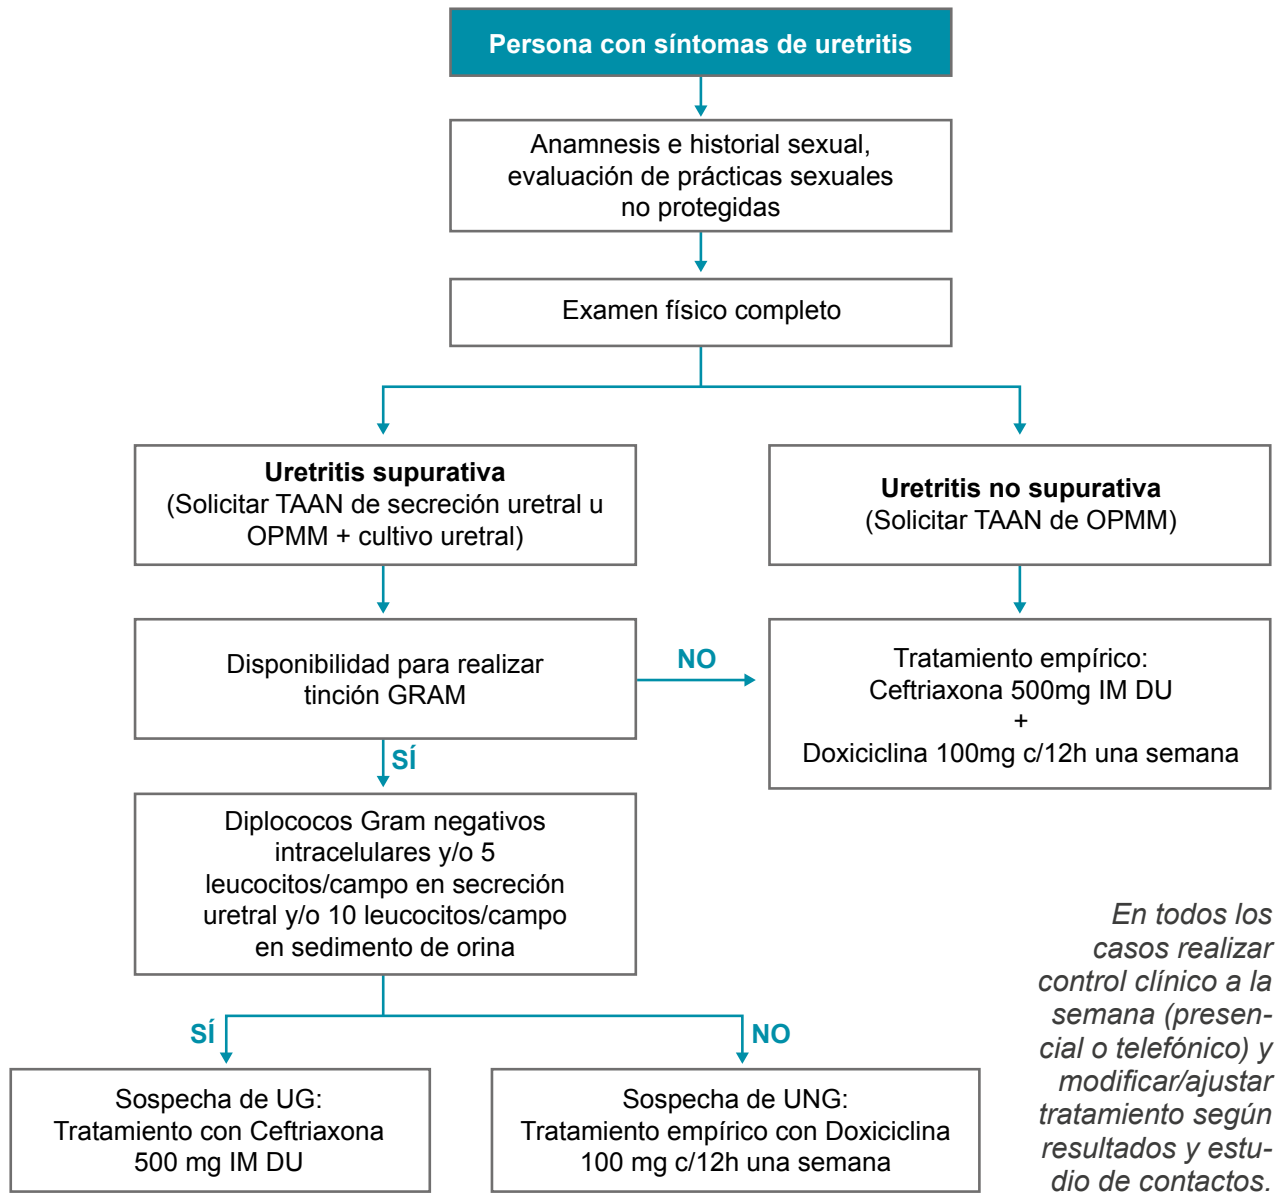 Persona con síntomas de uretritis
Anamnesis e historial sexual,
evaluación de prácticas sexuales
no protegidas
Examen físico completo
Uretritis supurativa
(Solicitar TAAN de secreción uretral u
OPMM + cultivo uretral)
Uretritis no supurativa
(Solicitar TAAN de OPMM)
Disponibilidad para realizar
tinción GRAM
NO
Tratamiento empírico:
Ceftriaxona 500mg IM DU
+
Doxiciclina 100mg c/12h una semana
SÍ
Diplococos Gram negativos
intracelulares y/o 5
leucocitos/campo en secreción
uretral y/o 10 leucocitos/campo
en sedimento de orina
SÍ
NO
Sospecha de UG:
Tratamiento con Ceftriaxona
500 mg IM DU
Sospecha de UNG:
Tratamiento empírico con Doxiciclina
100 mg c/12h una semana
En todos los
casos realizar
control clínico a la
semana (presen-
cial o telefónico) y
modificar/ajustar
tratamiento según
resultados y estu-
dio de contactos.